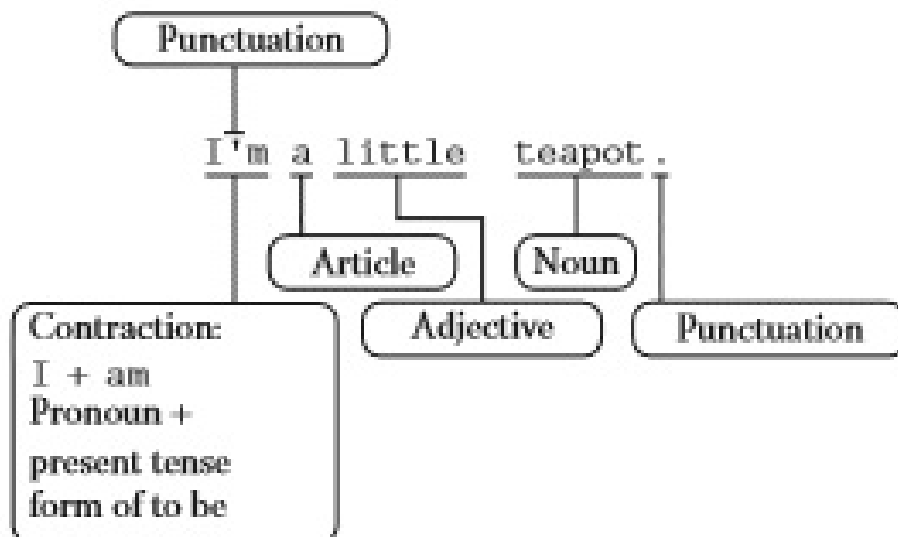 Punctuation
I'm a little teapot.
Article
Noun
Adjective
Punctuation
Contraction:
I + am
Pronoun +
present tense
form of to be